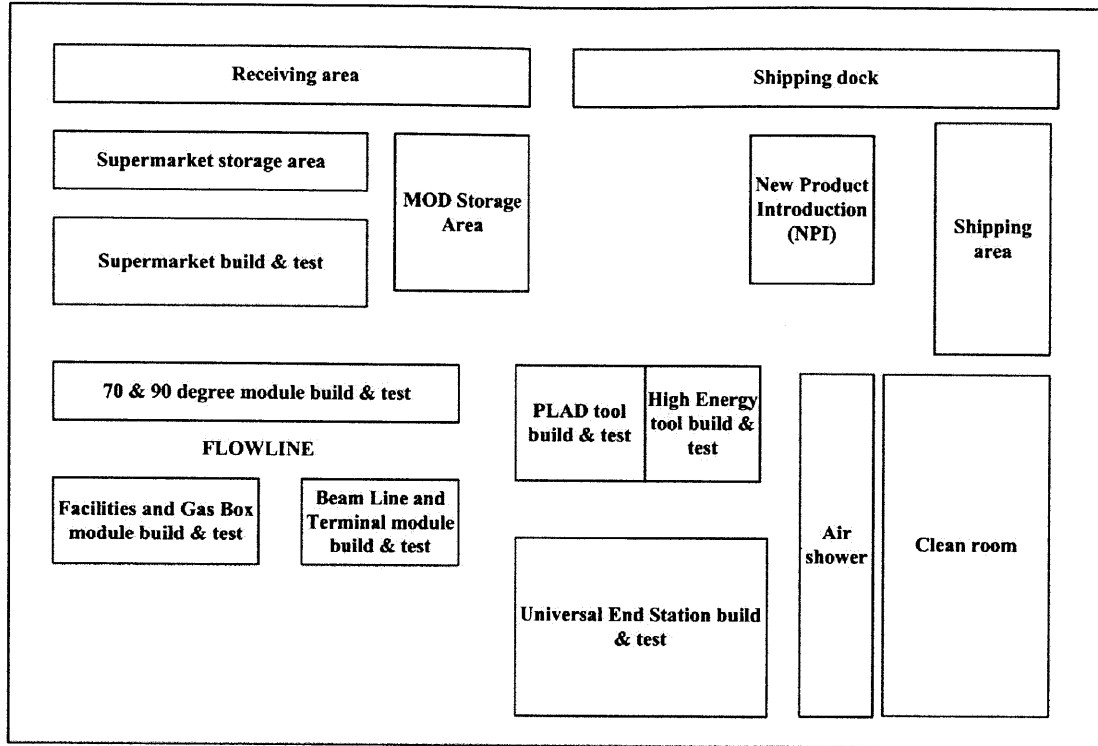 Receiving area
Shipping dock
Supermarket storage area
MOD Storage
Area
New Product
Introduction
(NPI)
Shipping
area
Supermarket build & test
70 & 90 degree module build & test
PLAD tool
build & test
High Energy
tool build &
test
FLOWLINE
Facilities and Gas Box
module build & test
Beam Line and
Terminal module
build & test
Air
shower
Clean room
Universal End Station build
& test